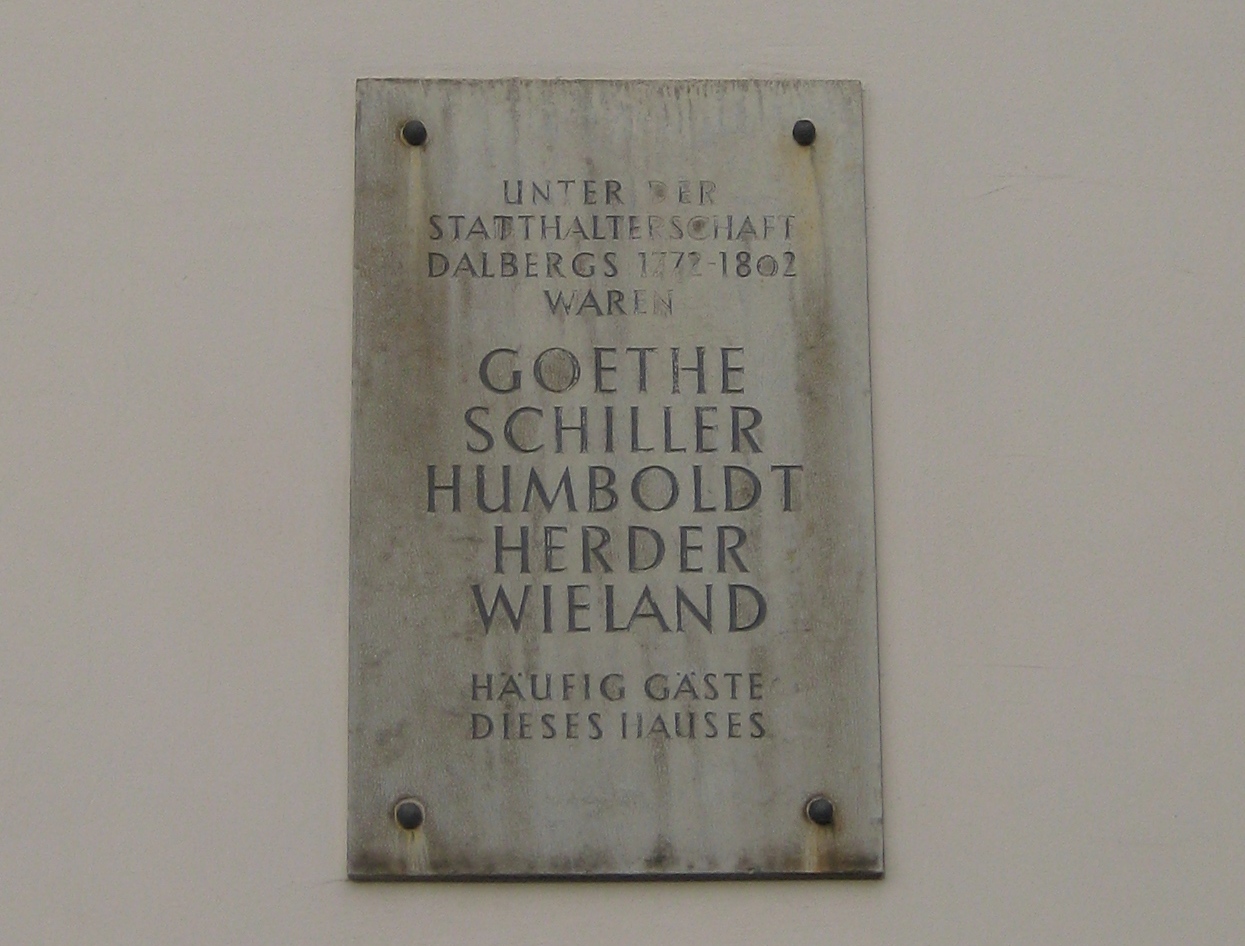 UNTER DER
STATTHALTERSCHAFT
DALBERGS 1772-1802
WAREN
GOETHE
SCHILLER
HUMBOLDT
HERDER
WIELAND
HÄUFIG GÄSTE
DIESES HAUSES